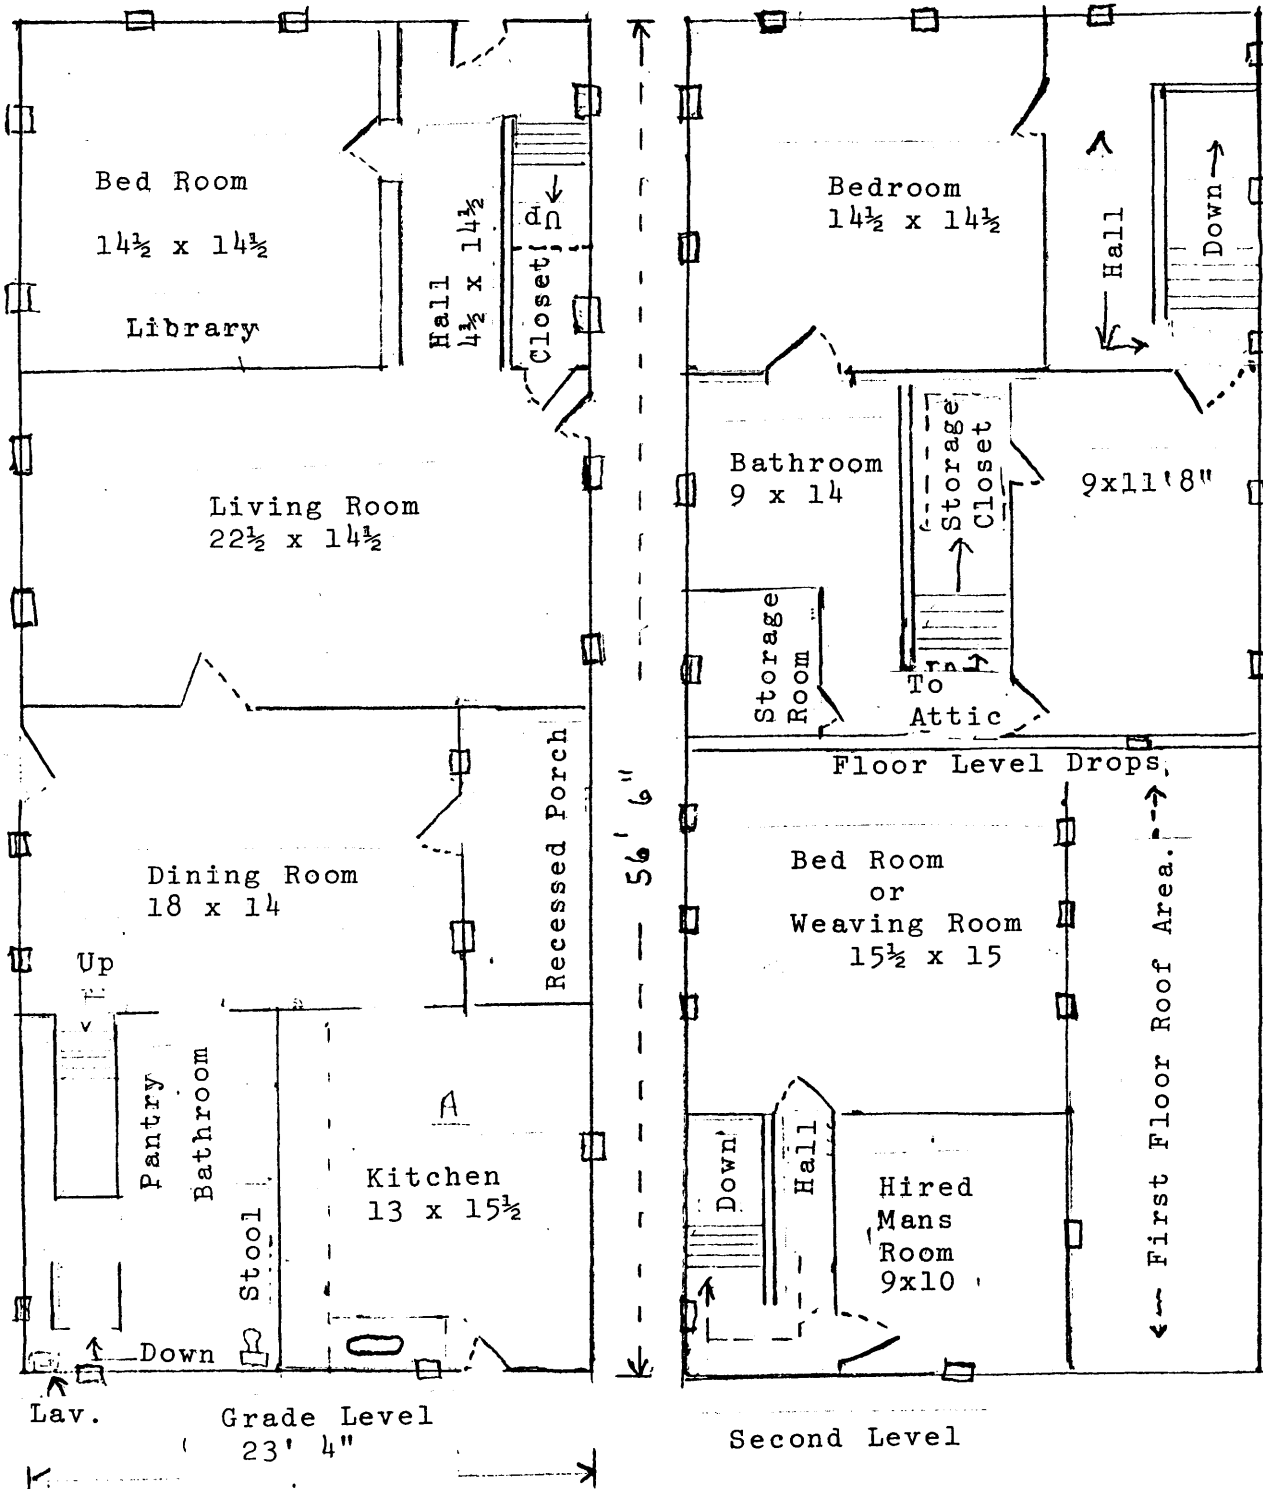 Bed Room
14½ x 14½
Library
Hall
4½ x 14½
Up
Closet
Living Room
22½ x 14½
Dining Room
18 x 14
Recessed Porch
Up
Pantry
Bathroom
Stool
A
Kitchen
13 x 15½
Down
Lav.
Grade Level
23' 4"
56' 6"
Bedroom
14½ x 14½
Hall
Down
Bathroom
9 x 14
Storage
Closet
9x11'8"
Storage
Room
To
Attic
Floor Level Drops
Bed Room
or
Weaving Room
15½ x 15
First Floor Roof Area.
Down
Hall
Hired
Mans
Room
9x10
Second Level